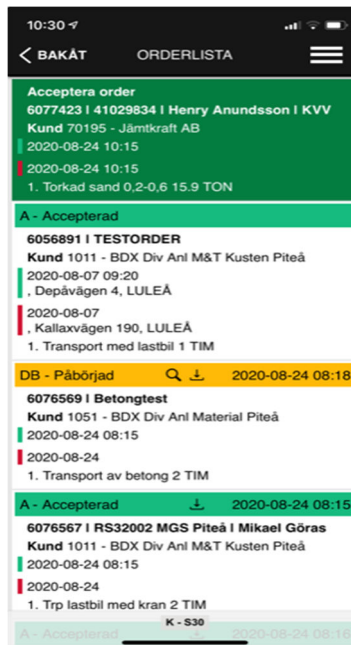 10:30
BAKÅT ORDERLISTA
Acceptera order
6077423 I 41029834 I Henry Anundsson I KVV
Kund 70195 - Jämtkraft AB
2020-08-24 10:15
2020-08-24 10:15
1. Torkad sand 0,2-0,6 15.9 TON
A - Accepterad
6056891 I TESTORDER
Kund 1011 - BDX Div Anl M&T Kusten Piteå
2020-08-07 09:20
, Depåvägen 4, LULEÅ
2020-08-07
, Kallaxvägen 190, LULEÅ
1. Transport med lastbil 1 TIM
DB - Påbörjad 2020-08-24 08:18
6076569 I Betongtest
Kund 1051 - BDX Div Anl Material Piteå
2020-08-24 08:15
2020-08-24
1. Transport av betong 2 TIM
A - Accepterad 2020-08-24 08:15
6076567 I RS32002 MGS Piteå I Mikael Göras
Kund 1011 - BDX Div Anl M&T Kusten Piteå
2020-08-24 08:15
2020-08-24
1. Trp lastbil med kran 2 TIM
K - S30
A - Accepterad 2020-08-24 08:16